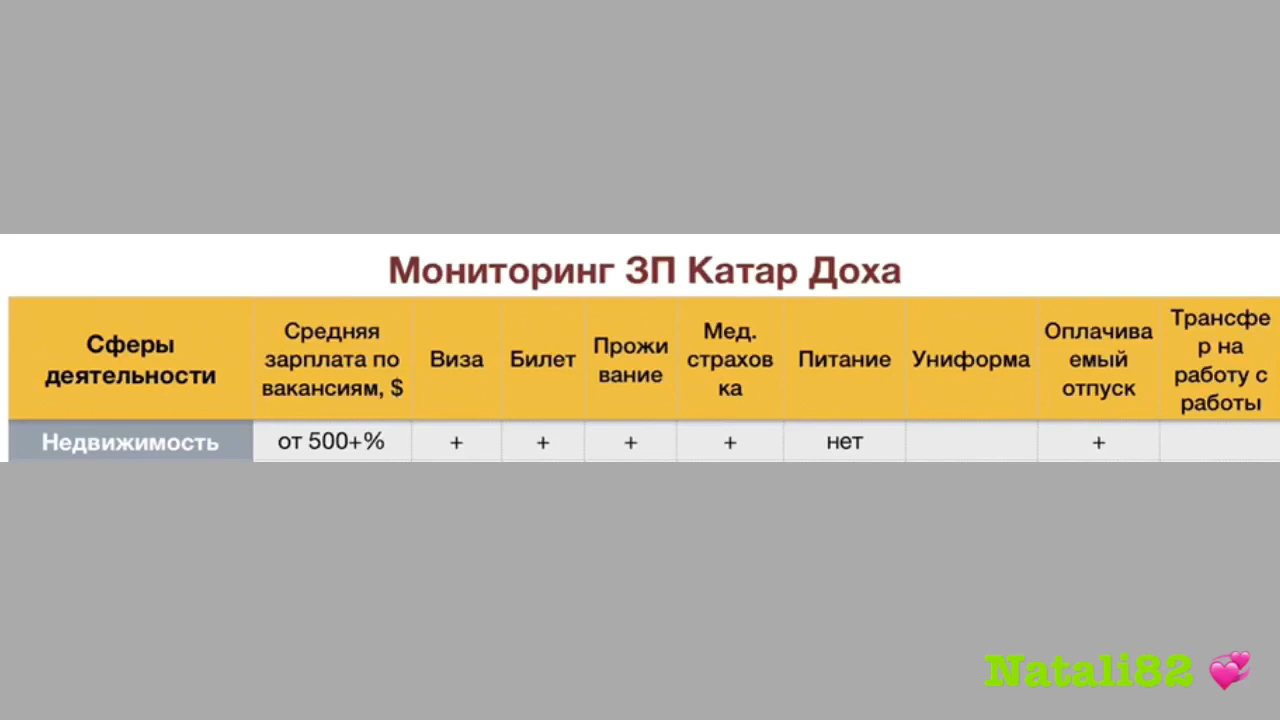 Мониторинг ЗП Катар Доха
Сферы
деятельности
Средняя
зарплата по
вакансиям, $
Виза
Билет
Прожи
вание
Мед.
страхов
ка
Питание
Униформа
Оплачива
емый
отпуск
Трансфе
р на
работу с
работы
Недвижимость
от 500+%
+
+
+
+
нет
+
Natali82 💞